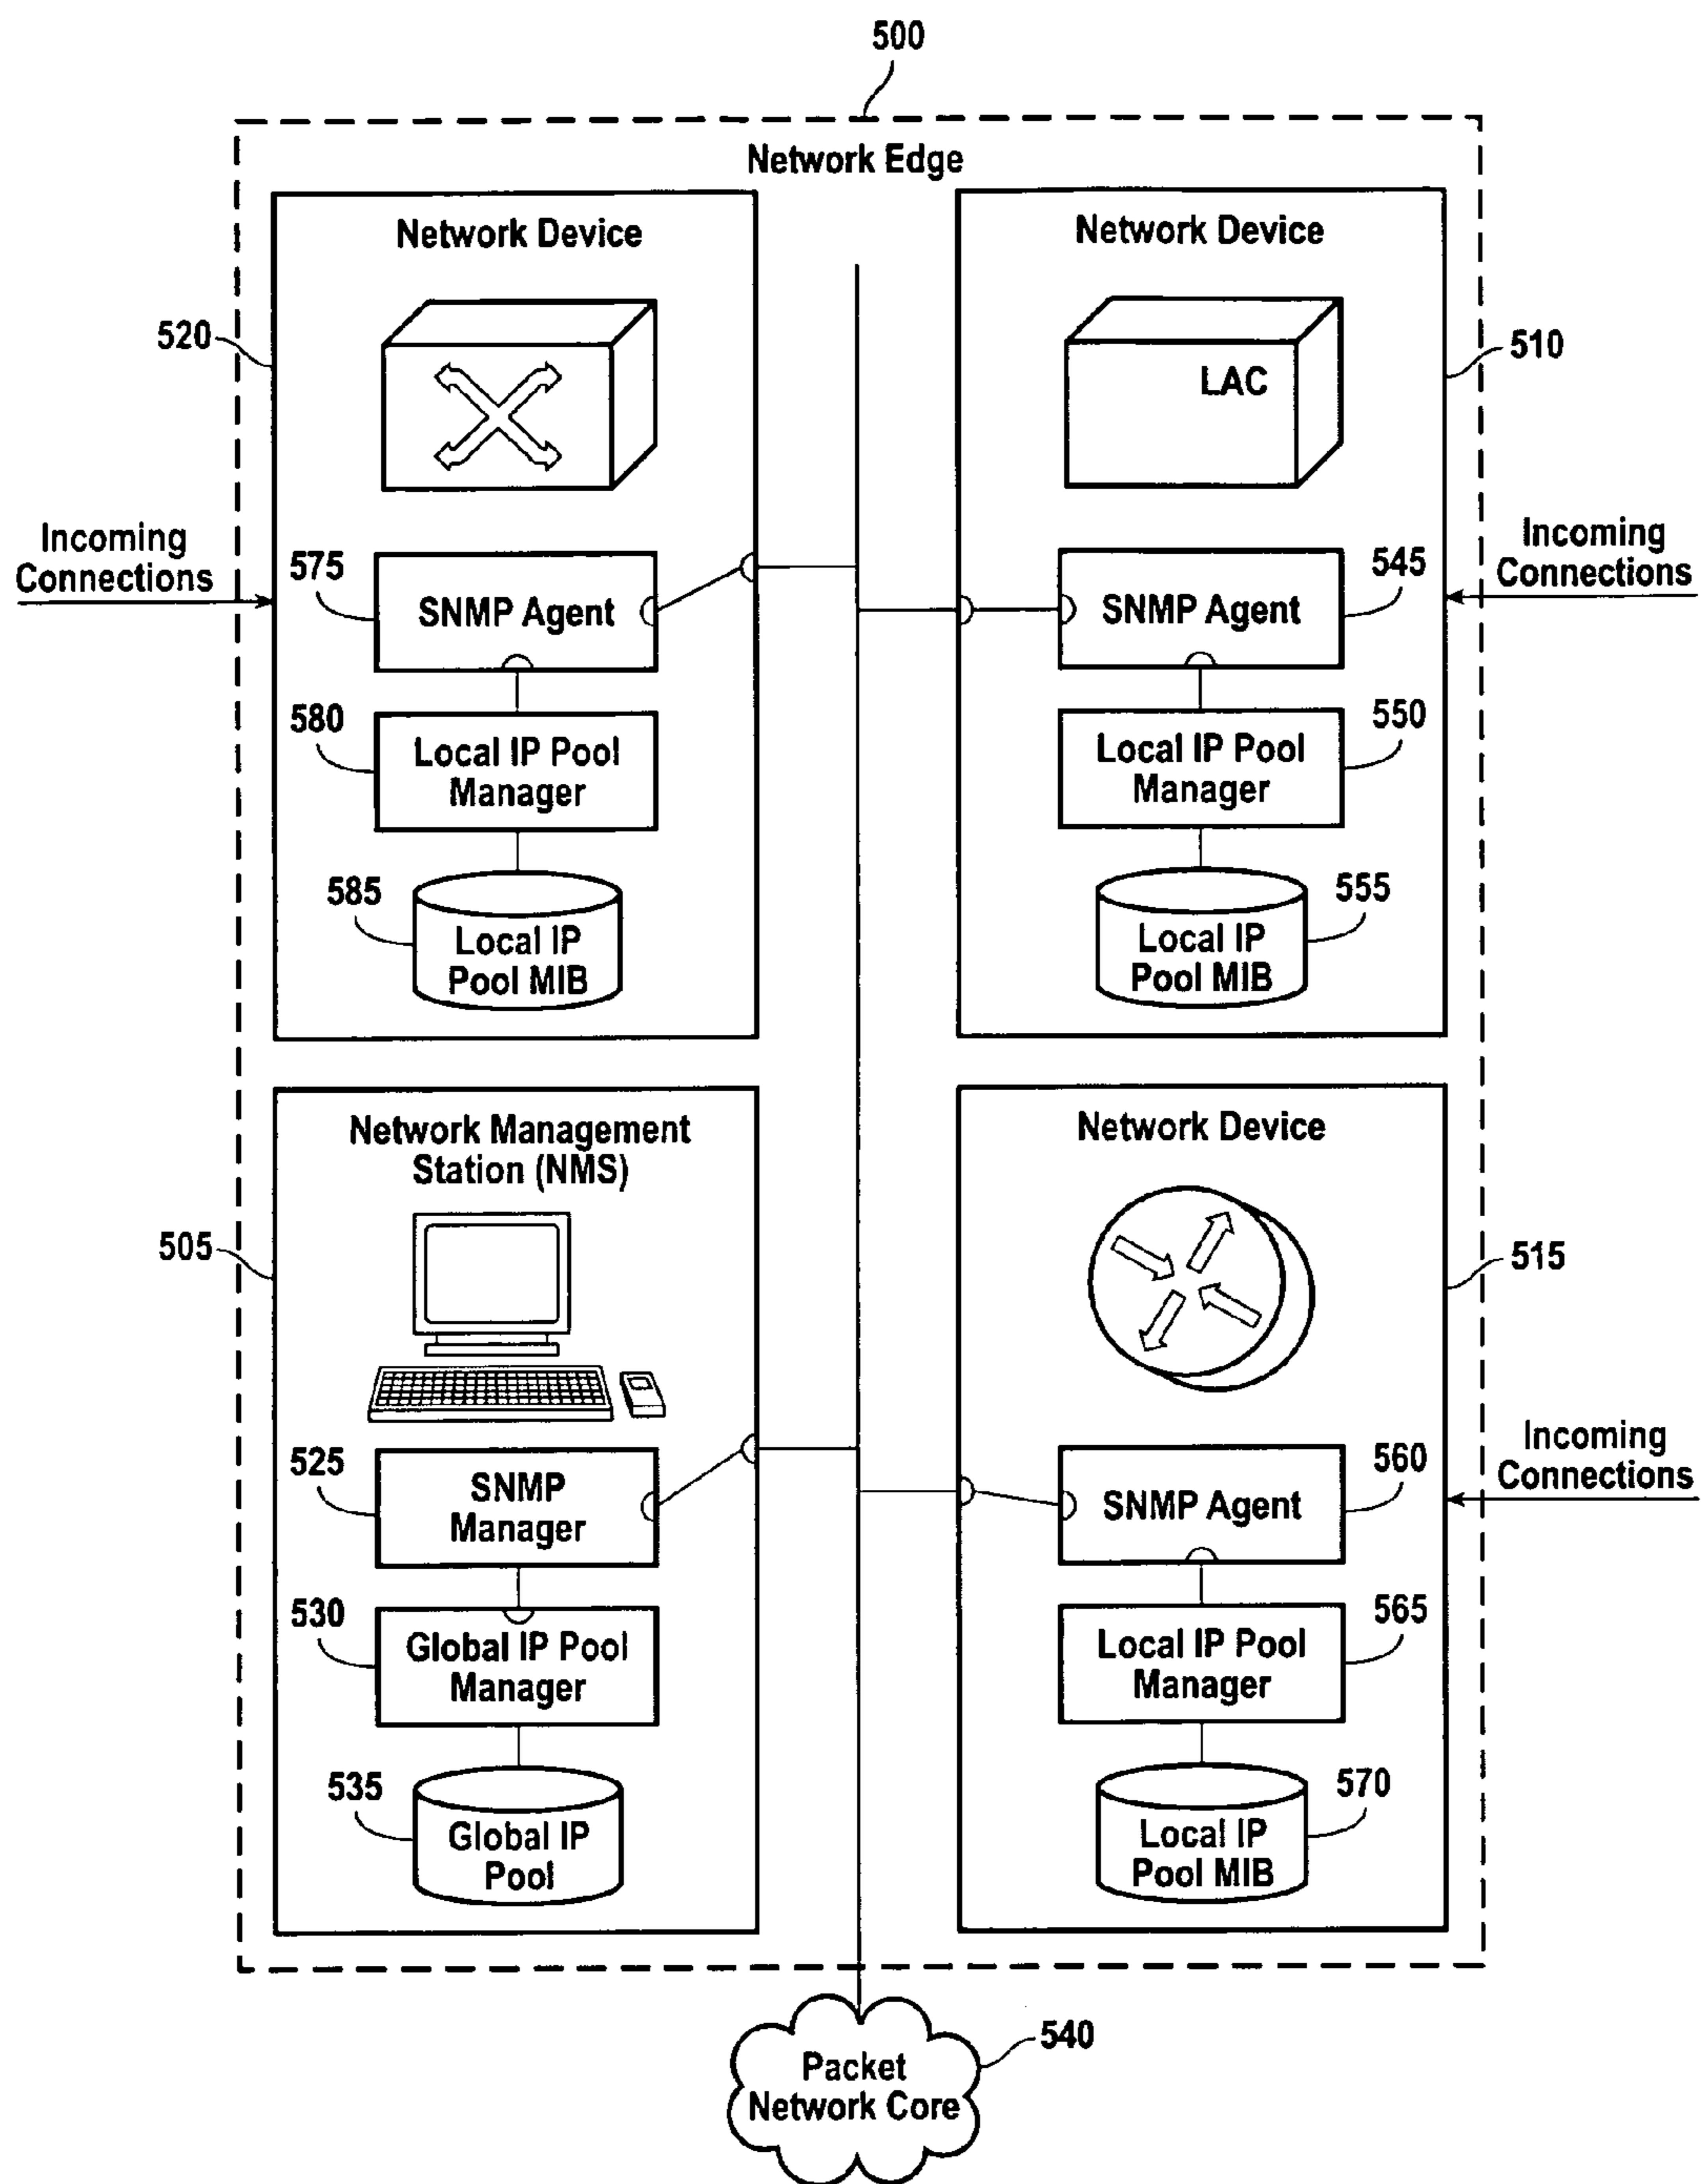 500
Network Edge
Network Device
520
Incoming
Connections
575
SNMP Agent
580
Local IP Pool
Manager
585
Local IP
Pool MIB
Network Device
LAC
510
Incoming
Connections
545
SNMP Agent
550
Local IP Pool
Manager
555
Local IP
Pool MIB
Network Management
Station (NMS)
505
525
SNMP
Manager
530
Global IP Pool
Manager
535
Global IP
Pool
Network Device
515
Incoming
Connections
560
SNMP Agent
565
Local IP Pool
Manager
570
Local IP
Pool MIB
540
Packet
Network Core